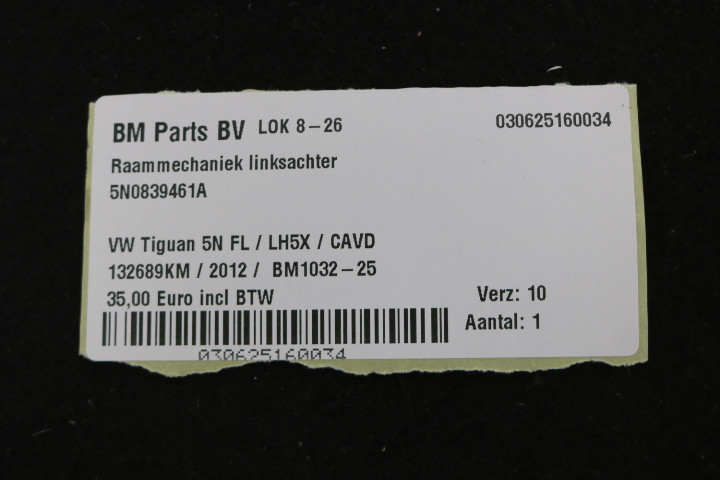 BM Parts BV LOK 8-26 030625160034
Raammechaniek linksachter
5N0839461A
VW Tiguan 5N FL / LH5X / CAVD
132689KM / 2012 / BM1032-25
35,00 Euro incl BTW Verz: 10
Aantal: 1
030625160034